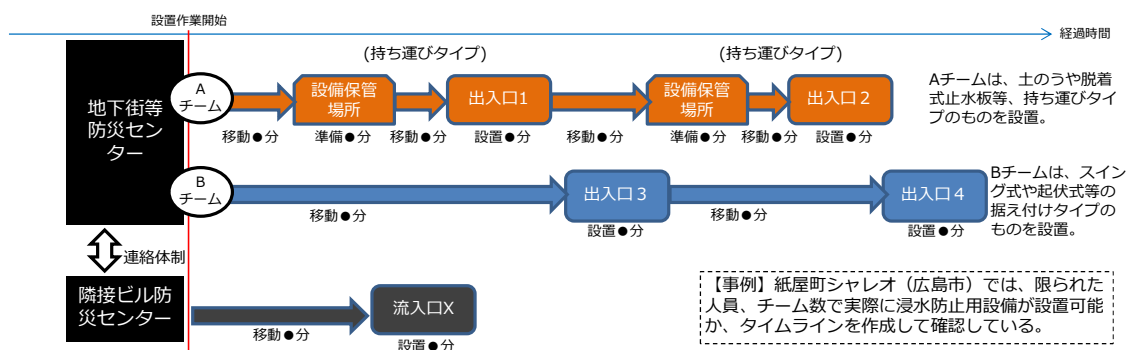 設置作業開始
経過時間
(持ち運びタイプ)
(持ち運びタイプ)
地下街等
防災セン
ター
A
チーム
設備保管
場所
出入口1
設備保管
場所
出入口２
移動●分
準備●分
移動●分
設置●分
移動●分
準備●分
移動●分
設置●分
Aチームは、土のうや脱着
式止水板等、持ち運びタイ
プのものを設置。
B
チーム
出入口３
出入口４
移動●分
設置●分
移動●分
設置●分
Bチームは、スイン
グ式や起伏式等の
据え付けタイプの
ものを設置。
連絡体制
隣接ビル防
災センター
流入口X
移動●分
設置●分
【事例】紙屋町シャレオ（広島市）では、限られた
人員、チーム数で実際に浸水防止用設備が設置可能
か、タイムラインを作成して確認している。